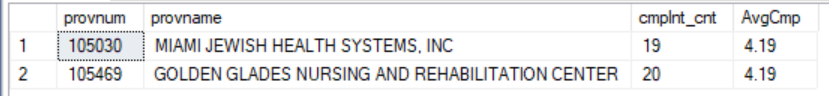 provnum provname cmplnt_cnt AvgCmp
1 105030 MIAMI JEWISH HEALTH SYSTEMS, INC 19 4.19
2 105469 GOLDEN GLADES NURSING AND REHABILITATION CENTER 20 4.19